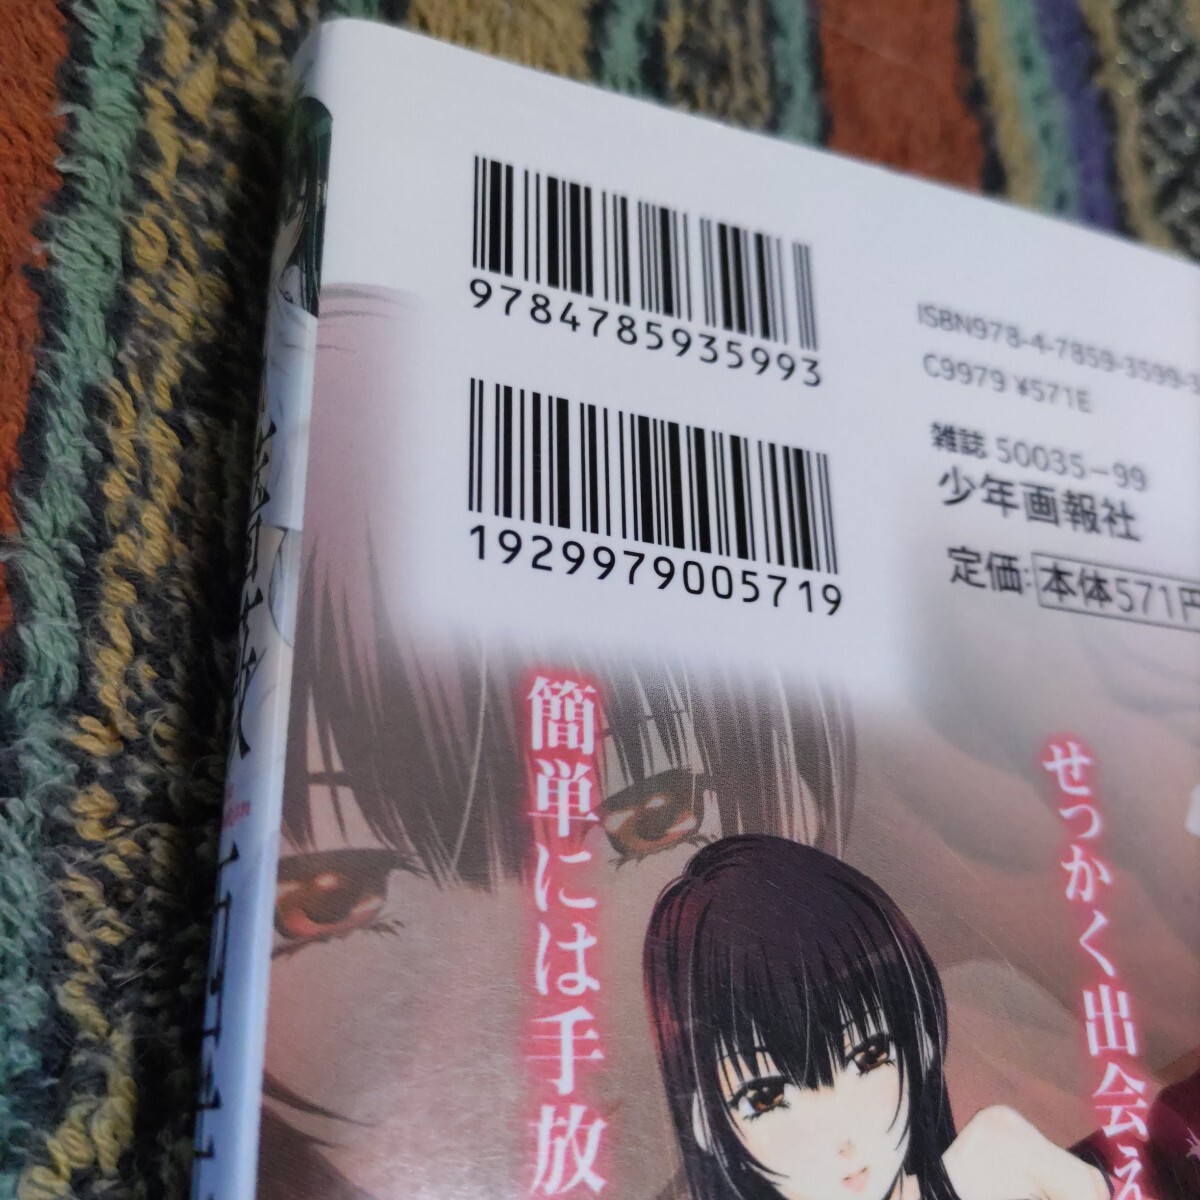 9784785935993
1929979005719
ISBN978-4-7859-3599-3
C9979 ¥571E
雑誌 50035-99
少年画報社
定価:本体571円
せっかく出会え
簡単には手放